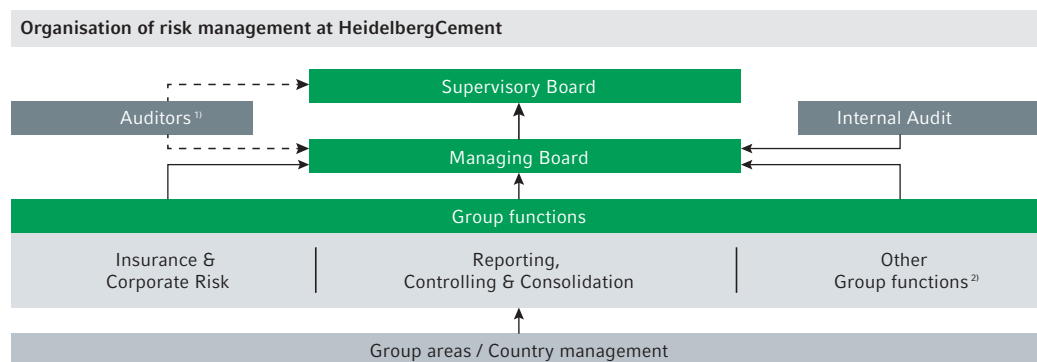 Organisation of risk management at HeidelbergCement
Supervisory Board
Auditors 1)
Internal Audit
Managing Board
Group functions
Insurance &
Corporate Risk
Reporting,
Controlling & Consolidation
Other
Group functions 2)
Group areas / Country management